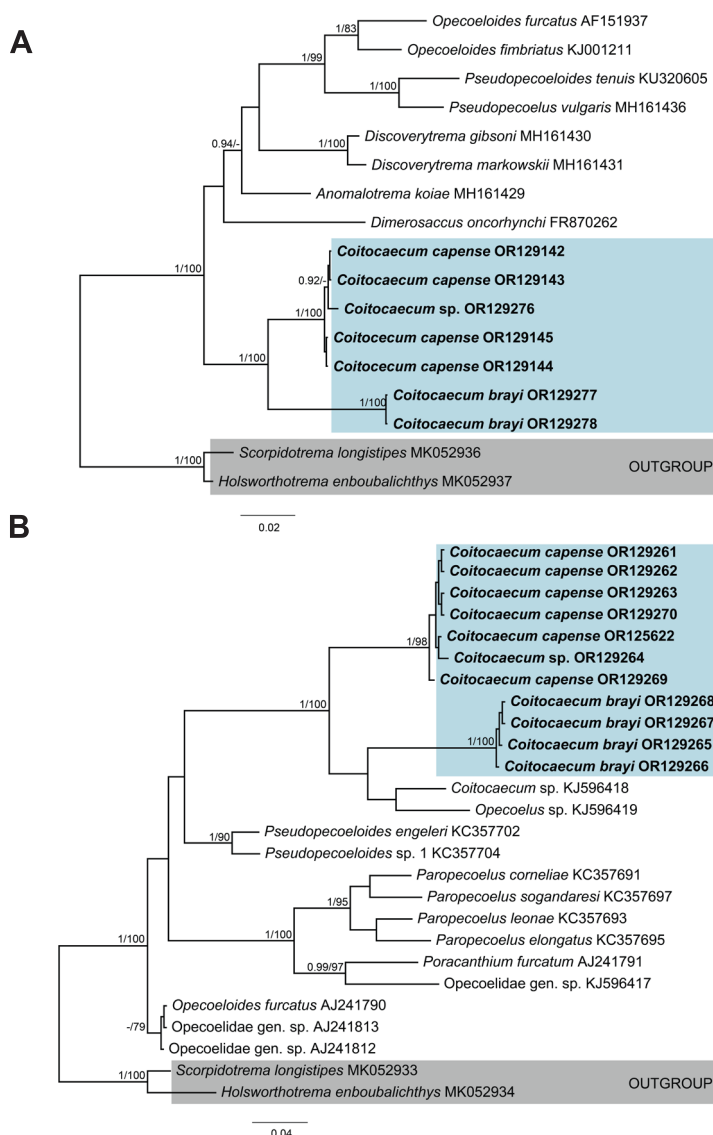 A
1/83
Opecoeloides furcatus AF151937
Opecoeloides fimbriatus KJ001211
1/99
Pseudopecoeloides tenuis KU320605
1/100
Pseudopecoelus vulgaris MH161436
Discoverytrema gibsoni MH161430
0.94/-
1/100
Discoverytrema markowskii MH161431
Anomalotrema koiae MH161429
Dimerosaccus oncorhynchi FR870262
Coitocaecum capense OR129142
1/100
0.92/-
Coitocaecum capense OR129143
Coitocaecum sp. OR129276
1/100
Coitocecum capense OR129145
1/100
Coitocecum capense OR129144
Coitocaecum brayi OR129277
1/100
Coitocaecum brayi OR129278
Scorpidotrema longistipes MK052936
1/100
OUTGROUP
Holsworthotrema enboubalichthys MK052937
0.02
B
Coitocaecum capense OR129261
Coitocaecum capense OR129262
Coitocaecum capense OR129263
Coitocaecum capense OR129270
1/98
Coitocaecum capense OR125622
Coitocaecum sp. OR129264
Coitocaecum capense OR129269
1/100
Coitocaecum brayi OR129268
Coitocaecum brayi OR129267
1/100
Coitocaecum brayi OR129265
Coitocaecum brayi OR129266
Coitocaecum sp. KJ596418
Opecoelus sp. KJ596419
1/90
Pseudopecoeloides engeleri KC357702
Pseudopecoeloides sp. 1 KC357704
Paropecoelus corneliae KC357691
1/95
Paropecoelus sogandaresi KC357697
Paropecoelus leonae KC357693
1/100
1/100
Paropecoelus elongatus KC357695
0.99/97
Poracanthium furcatum AJ241791
Opecoelidae gen. sp. KJ596417
Opecoeloides furcatus AJ241790
-/79
Opecoelidae gen. sp. AJ241813
Opecoelidae gen. sp. AJ241812
1/100
Scorpidotrema longistipes MK052933
OUTGROUP
Holsworthotrema enboubalichthys MK052934
0.04